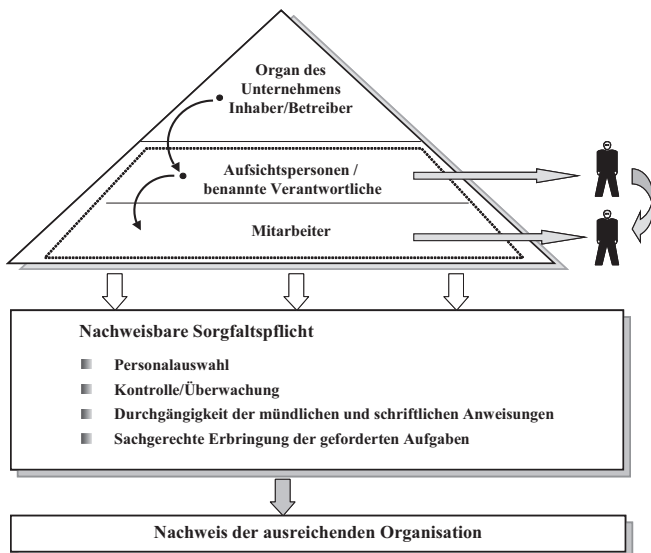 Organ des
Unternehmens
Inhaber/Betreiber
Aufsichtspersonen /
benannte Verantwortliche
Mitarbeiter
Nachweisbare Sorgfaltspflicht
Personalauswahl
Kontrolle/Überwachung
Durchgängigkeit der mündlichen und schriftlichen Anweisungen
Sachgerechte Erbringung der geforderten Aufgaben
Nachweis der ausreichenden Organisation